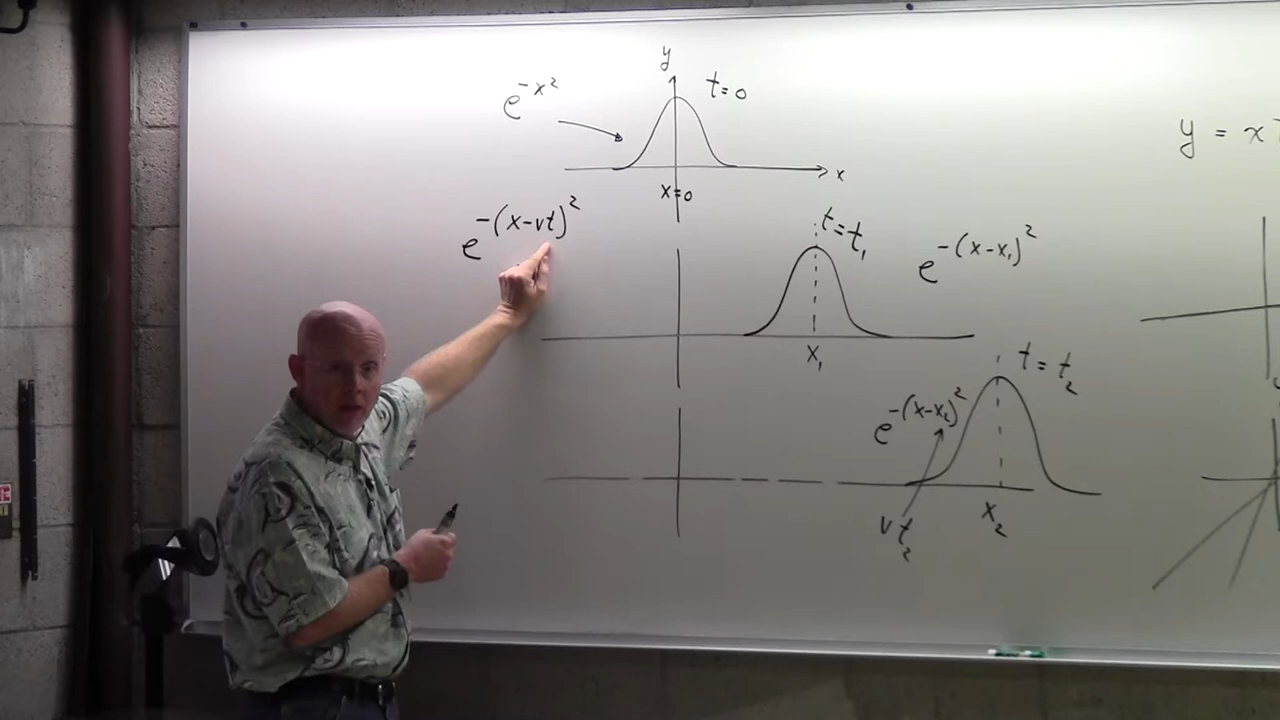 y
e^{-x^2}
t=0
x
x=0
y = x
e^{-(x-vt)^2}
t=t_1
e^{-(x-x_1)^2}
x_1
t=t_2
e^{-(x-x_2)^2}
vt_2
x_2